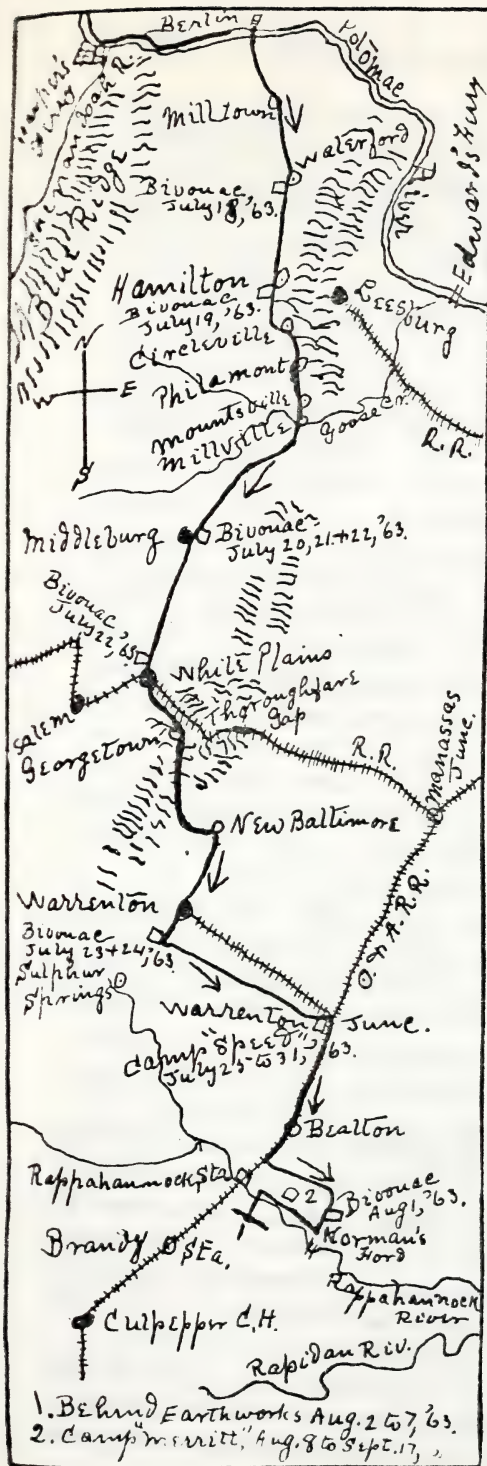 Berlin
Potomac
River
Harper's
Ferry
Shenandoah R.
Blue Ridge
Milltown
Waterford
Edwards' Ferry
Bivouac
July 18, '63.
Hamilton
Bivouac
July 19, '63.
Leesburg
Circleville
N
W
E
S
Philamont
Mountsville
Millville
Goose Cr.
R.R.
Middleburg
Bivouac
July 20, 21 + 22, '63.
Bivouac
July 22, '63.
White Plains
Thoroughfare
Gap
Salem
Georgetown
R.R.
Manassas
Junc.
New Baltimore
O. & A. R.R.
Warrenton
Bivouac
July 23 + 24, '63.
Sulphur
Springs
Warrenton Junc.
Camp "Speed",
July 25 to 31, '63.
Bealton
Rappahannock Sta
2
Bivouac
Aug 1, '63.
1
Norman's
Ford
Brandy Sta.
Rappahannock
River
Culpepper C.H.
Rapidan Riv.
1. Behind Earthworks Aug. 2 to 7, '63.
2. Camp "Merritt," Aug. 8 to Sept. 17, "